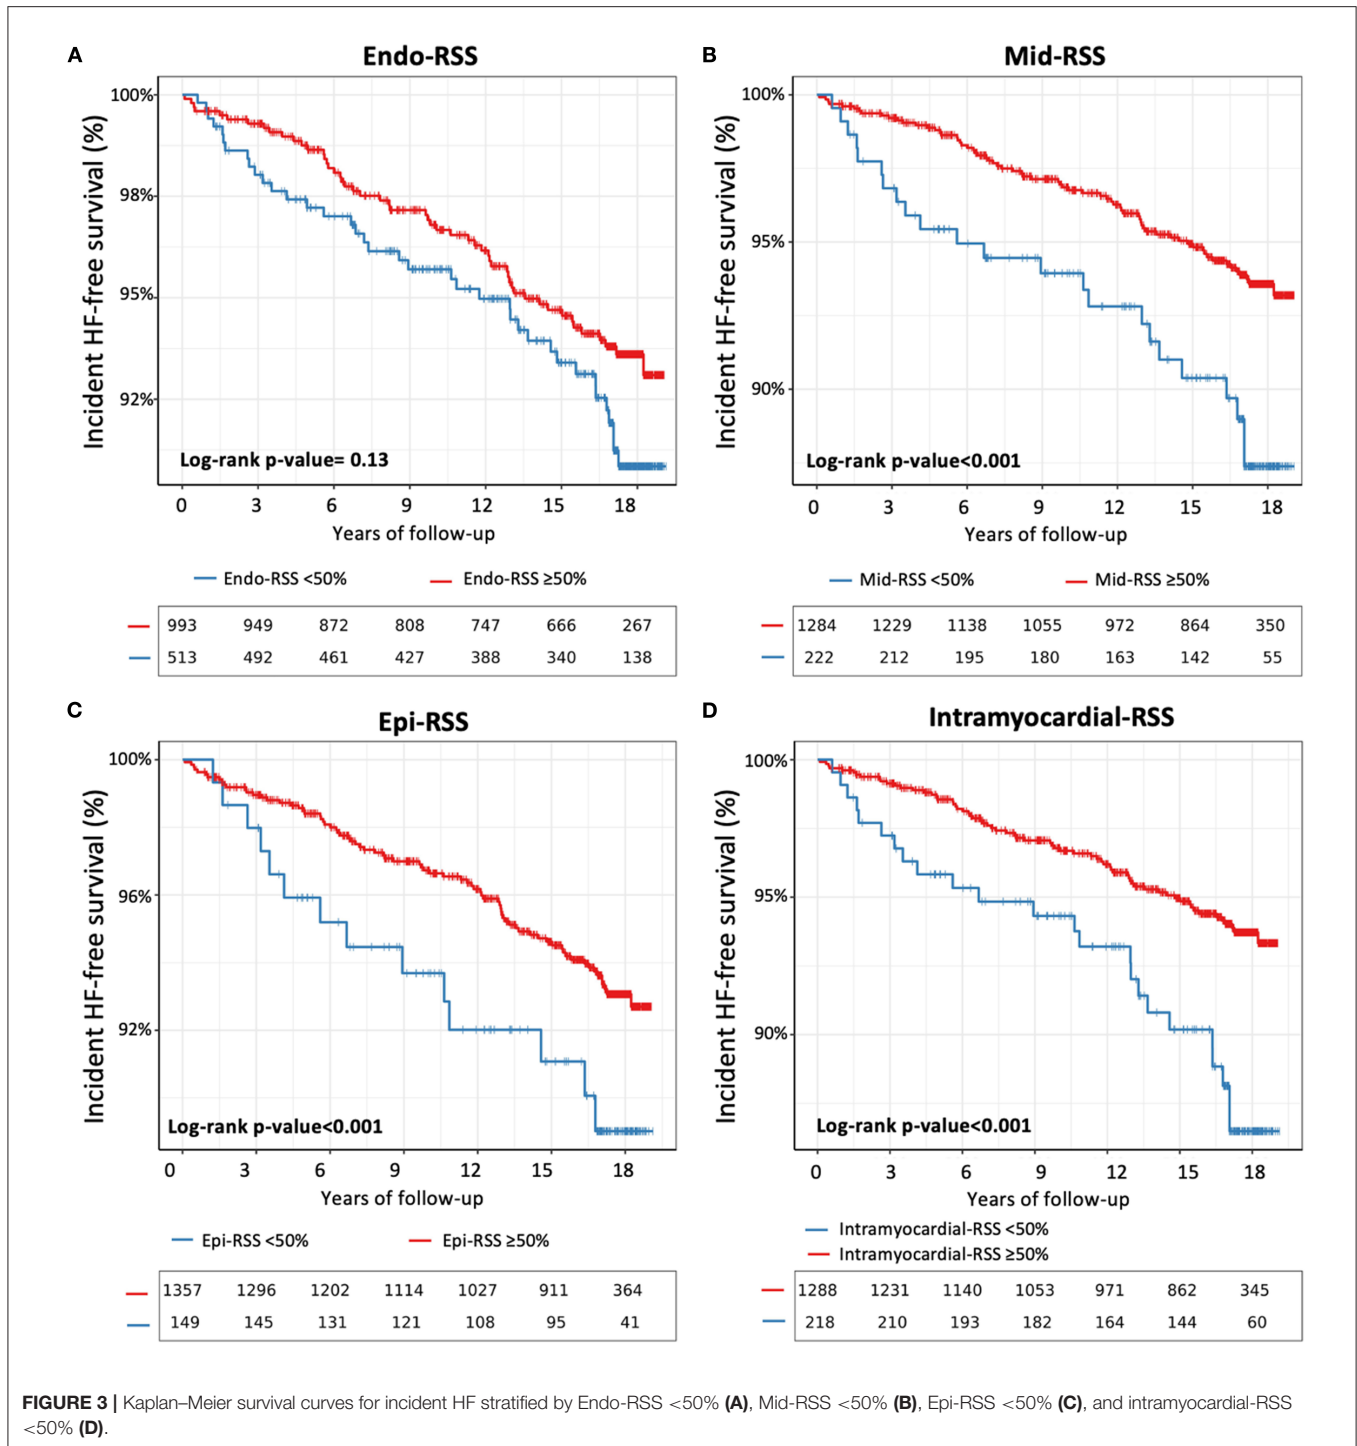 A
Endo-RSS
Incident HF-free survival (%)
100%
98%
95%
92%
Log-rank p-value= 0.13
0 3 6 9 12 15 18
Years of follow-up
Endo-RSS <50% Endo-RSS ≥50%
993 949 872 808 747 666 267
513 492 461 427 388 340 138
B
Mid-RSS
Incident HF-free survival (%)
100%
95%
90%
Log-rank p-value<0.001
0 3 6 9 12 15 18
Years of follow-up
Mid-RSS <50% Mid-RSS ≥50%
1284 1229 1138 1055 972 864 350
222 212 195 180 163 142 55
C
Epi-RSS
Incident HF-free survival (%)
100%
96%
92%
Log-rank p-value<0.001
0 3 6 9 12 15 18
Years of follow-up
Epi-RSS <50% Epi-RSS ≥50%
1357 1296 1202 1114 1027 911 364
149 145 131 121 108 95 41
D
Intramyocardial-RSS
Incident HF-free survival (%)
100%
95%
90%
Log-rank p-value<0.001
0 3 6 9 12 15 18
Years of follow-up
Intramyocardial-RSS <50%
Intramyocardial-RSS ≥50%
1288 1231 1140 1053 971 862 345
218 210 193 182 164 144 60
FIGURE 3 | Kaplan–Meier survival curves for incident HF stratified by Endo-RSS <50% (A), Mid-RSS <50% (B), Epi-RSS <50% (C), and intramyocardial-RSS
<50% (D).